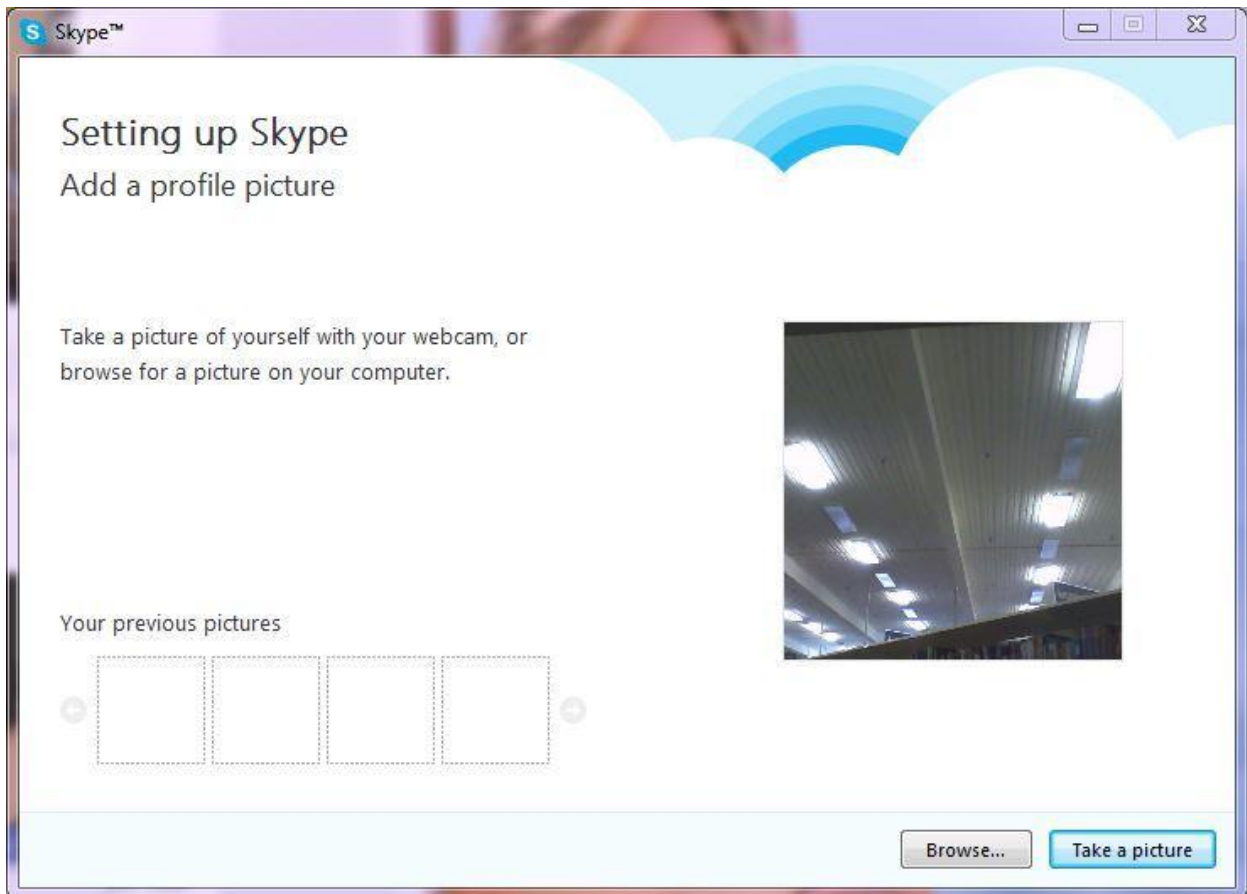 Skype™
Setting up Skype
Add a profile picture
Take a picture of yourself with your webcam, or
browse for a picture on your computer.
Your previous pictures
Browse...
Take a picture